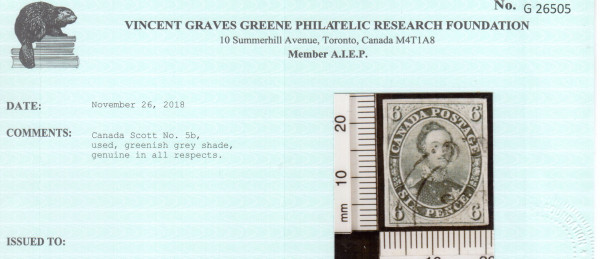 No. G 26505
VINCENT GRAVES GREENE PHILATELIC RESEARCH FOUNDATION
10 Summerhill Avenue, Toronto, Canada M4T1A8
Member A.I.E.P.
DATE: November 26, 2018
COMMENTS: Canada Scott No. 5b,
used, greenish grey shade,
genuine in all respects.
20
10
mm
6 6
CANADA POSTAGE
SIX PENCE
6 6
ISSUED TO: